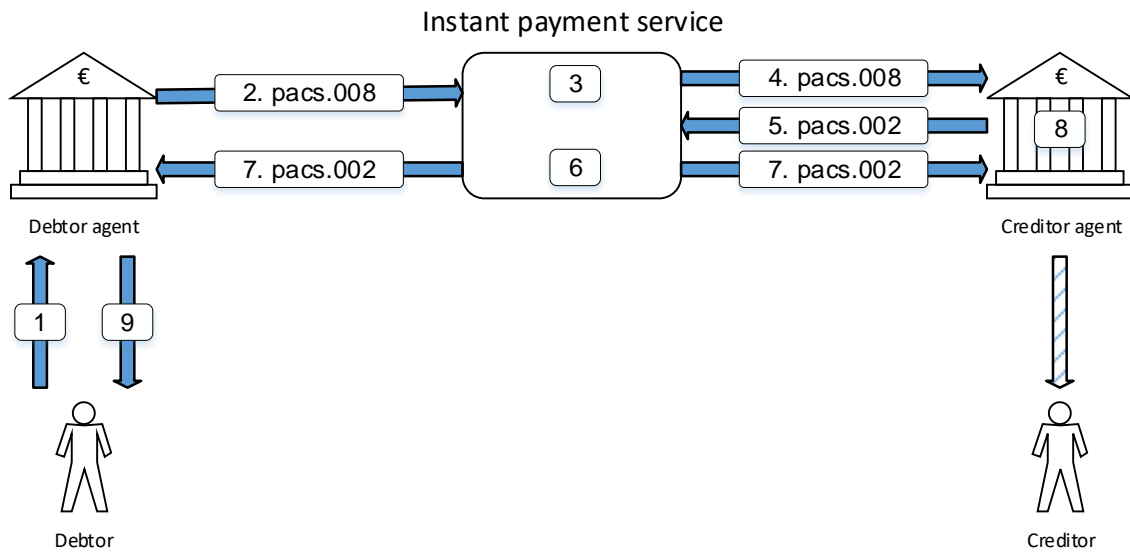 Instant payment service
€
2. pacs.008
3
4. pacs.008
€
5. pacs.002
8
7. pacs.002
6
7. pacs.002
Debtor agent
Creditor agent
1
9
Debtor
Creditor